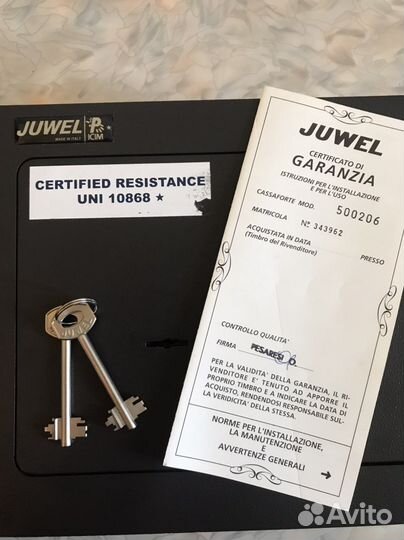 JUWEL
MADE IN ITALY
ICIM
CERTIFIED RESISTANCE
UNI 10868 ★
JUWEL
JUWEL
CERTIFICATO DI
GARANZIA
ISTRUZIONI PER L'INSTALLAZIONE
E PER L'USO
CASSAFORTE MOD. 500206
MATRICOLA N° 343962
ACQUISTATA IN DATA PRESSO
(Timbro del Rivenditore)
CONTROLLO QUALITA'
FIRMA PESARESI
PER LA VALIDITA' DELLA GARANZIA, IL RI-
VENDITORE E' TENUTO AD APPORRE IL
PROPRIO TIMBRO E A INDICARE LA DATA DI
ACQUISTO, RENDENDOSI RESPONSABILE SUL-
LA VERIDICITA' DELLA STESSA.
NORME PER L'INSTALLAZIONE,
LA MANUTENZIONE
E
AVVERTENZE GENERALI →
Avito